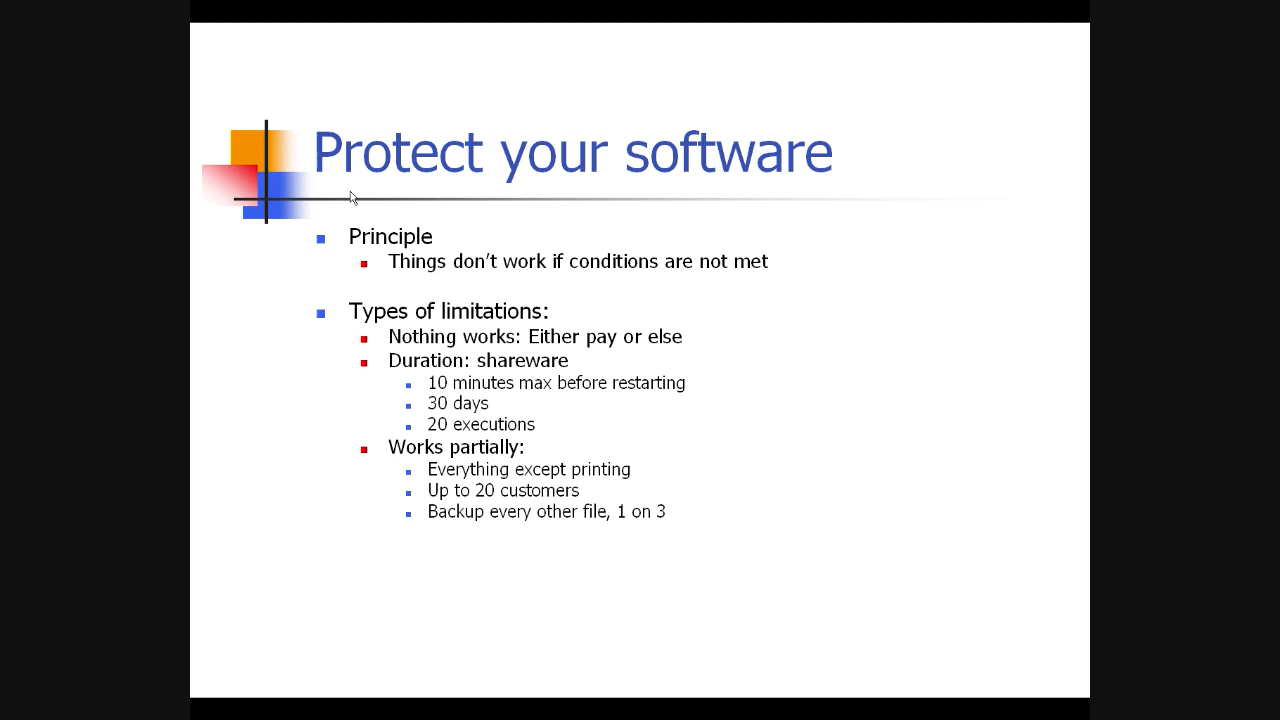 Protect your software
Principle
Things don't work if conditions are not met
Types of limitations:
Nothing works: Either pay or else
Duration: shareware
10 minutes max before restarting
30 days
20 executions
Works partially:
Everything except printing
Up to 20 customers
Backup every other file, 1 on 3